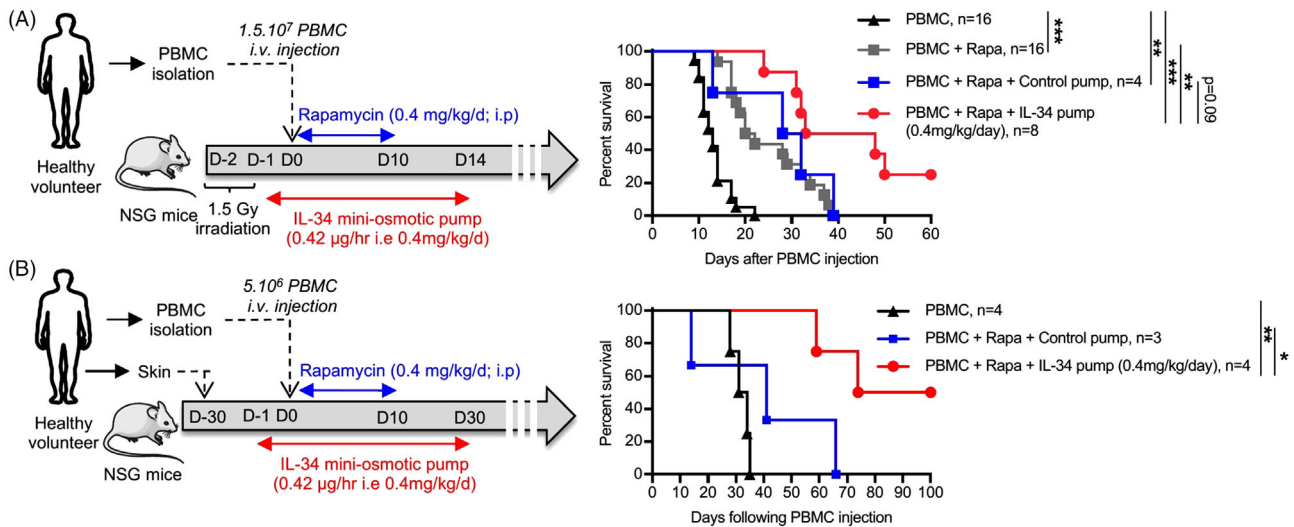 (A)
1.5.10⁷ PBMC
i.v. injection
PBMC
isolation
Rapamycin (0.4 mg/kg/d; i.p)
Healthy
volunteer
D-2 D-1 D0 D10 D14
NSG mice
1.5 Gy
irradiation
IL-34 mini-osmotic pump
(0.42 µg/hr i.e 0.4mg/kg/d)
PBMC, n=16
PBMC + Rapa, n=16
PBMC + Rapa + Control pump, n=4
PBMC + Rapa + IL-34 pump
(0.4mg/kg/day), n=8
***
**
***
**
p=0.09
Percent survival
100
80
60
40
20
0
0 10 20 30 40 50 60
Days after PBMC injection
(B)
5.10⁶ PBMC
i.v. injection
PBMC
isolation
Skin
Rapamycin (0.4 mg/kg/d; i.p)
Healthy
volunteer
D-30 D-1 D0 D10 D30
NSG mice
IL-34 mini-osmotic pump
(0.42 µg/hr i.e 0.4mg/kg/d)
PBMC, n=4
PBMC + Rapa + Control pump, n=3
PBMC + Rapa + IL-34 pump (0.4mg/kg/day), n=4
**
*
Percent survival
100
80
60
40
20
0
0 10 20 30 40 50 60 70 80 90 100
Days following PBMC injection